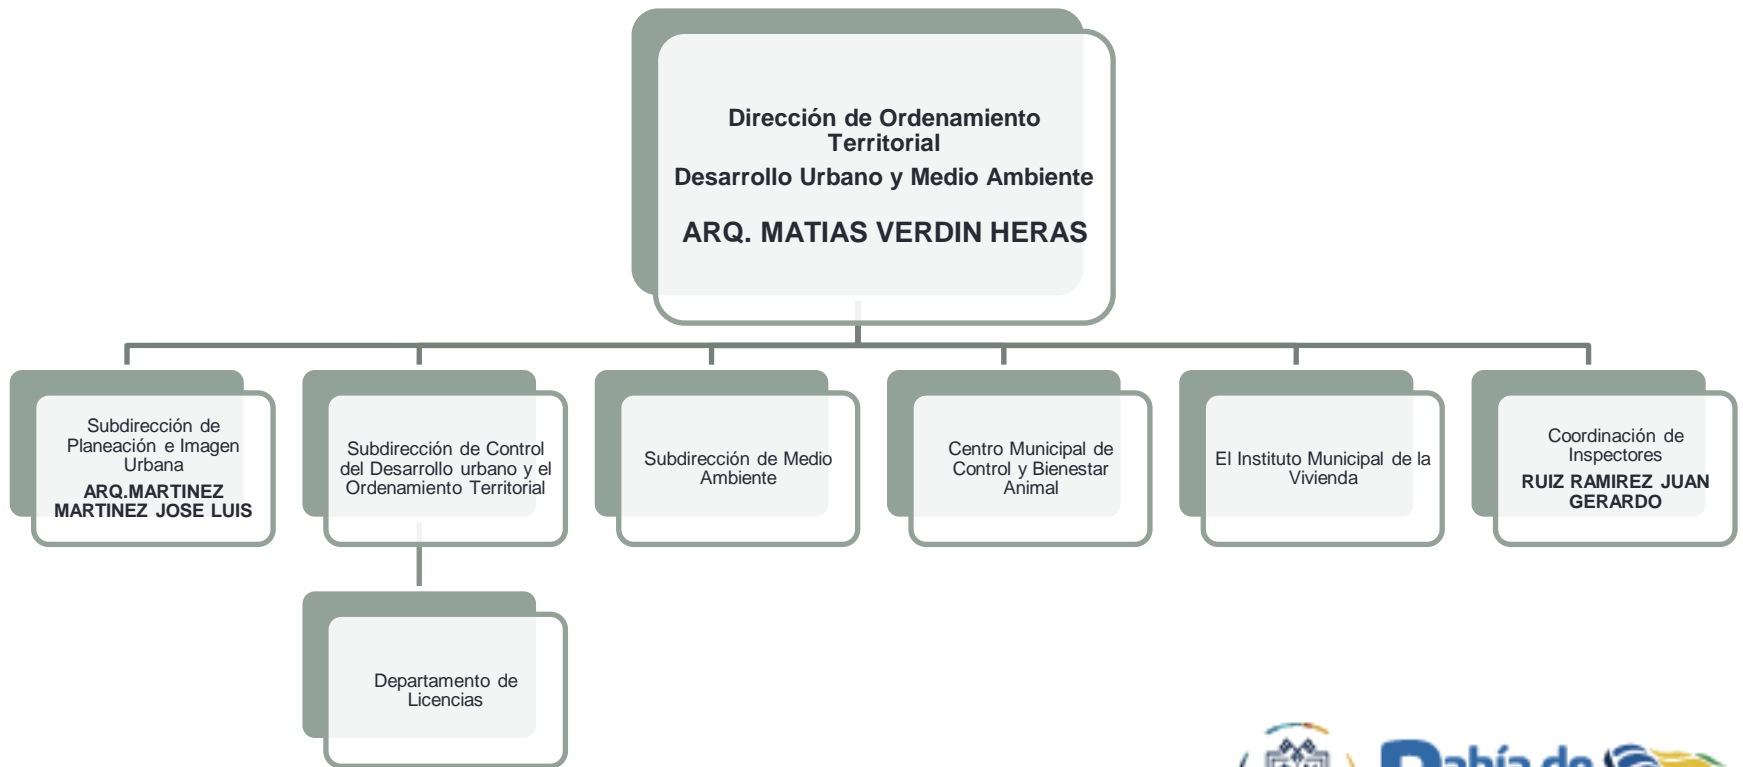 Dirección de Ordenamiento
Territorial
Desarrollo Urbano y Medio Ambiente
ARQ. MATIAS VERDIN HERAS
Subdirección de
Planeación e Imagen
Urbana
ARQ.MARTINEZ
MARTINEZ JOSE LUIS
Subdirección de Control
del Desarrollo urbano y el
Ordenamiento Territorial
Subdirección de Medio
Ambiente
Centro Municipal de
Control y Bienestar
Animal
El Instituto Municipal de la
Vivienda
Coordinación de
Inspectores
RUIZ RAMIREZ JUAN
GERARDO
Departamento de
Licencias
Bahía de